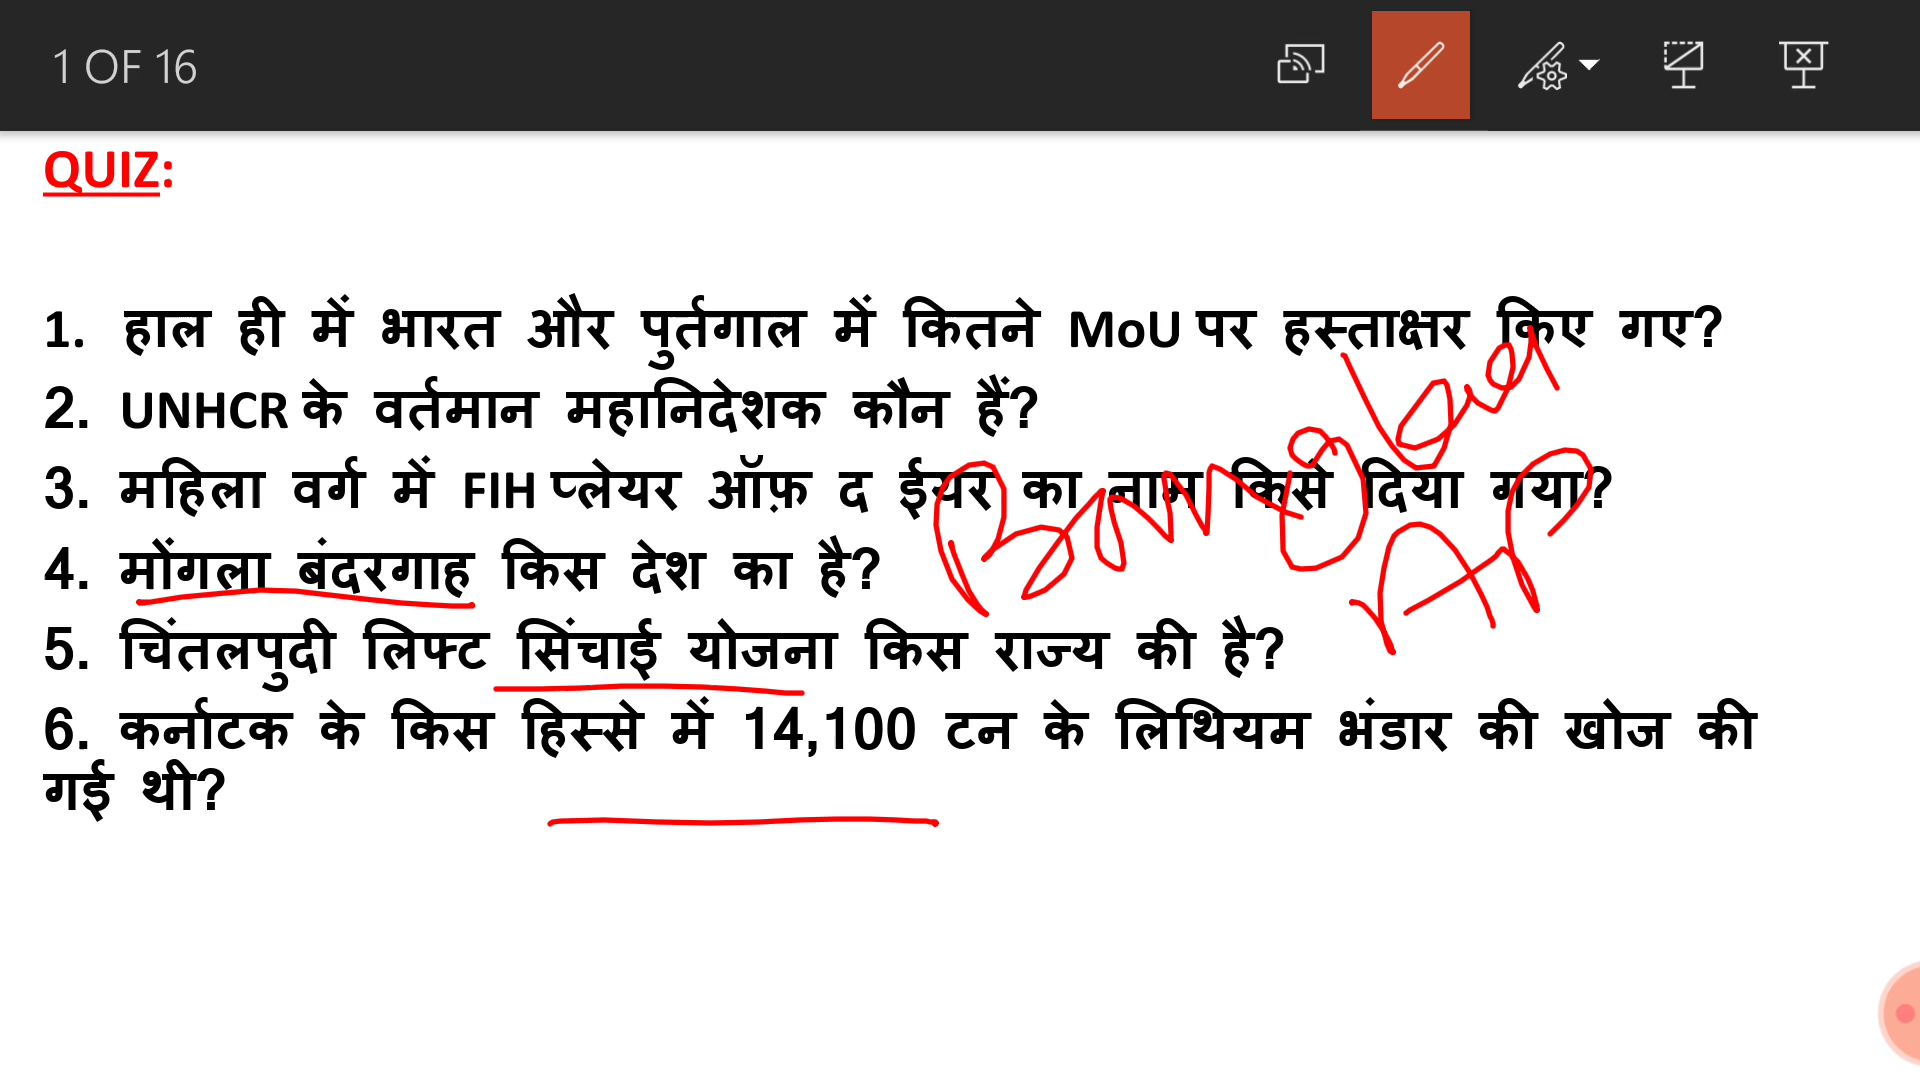 1 OF 16
QUIZ:
1. हाल ही में भारत और पुर्तगाल में कितने MoU पर हस्ताक्षर किए गए?
2. UNHCR के वर्तमान महानिदेशक कौन हैं?
3. महिला वर्ग में FIH प्लेयर ऑफ़ द ईयर का नाम किसे दिया गया?
4. मोंगला बंदरगाह किस देश का है?
5. चिंतलपुदी लिफ्ट सिंचाई योजना किस राज्य की है?
AP
6. कर्नाटक के किस हिस्से में 14,100 टन के लिथियम भंडार की खोज की
गई थी?